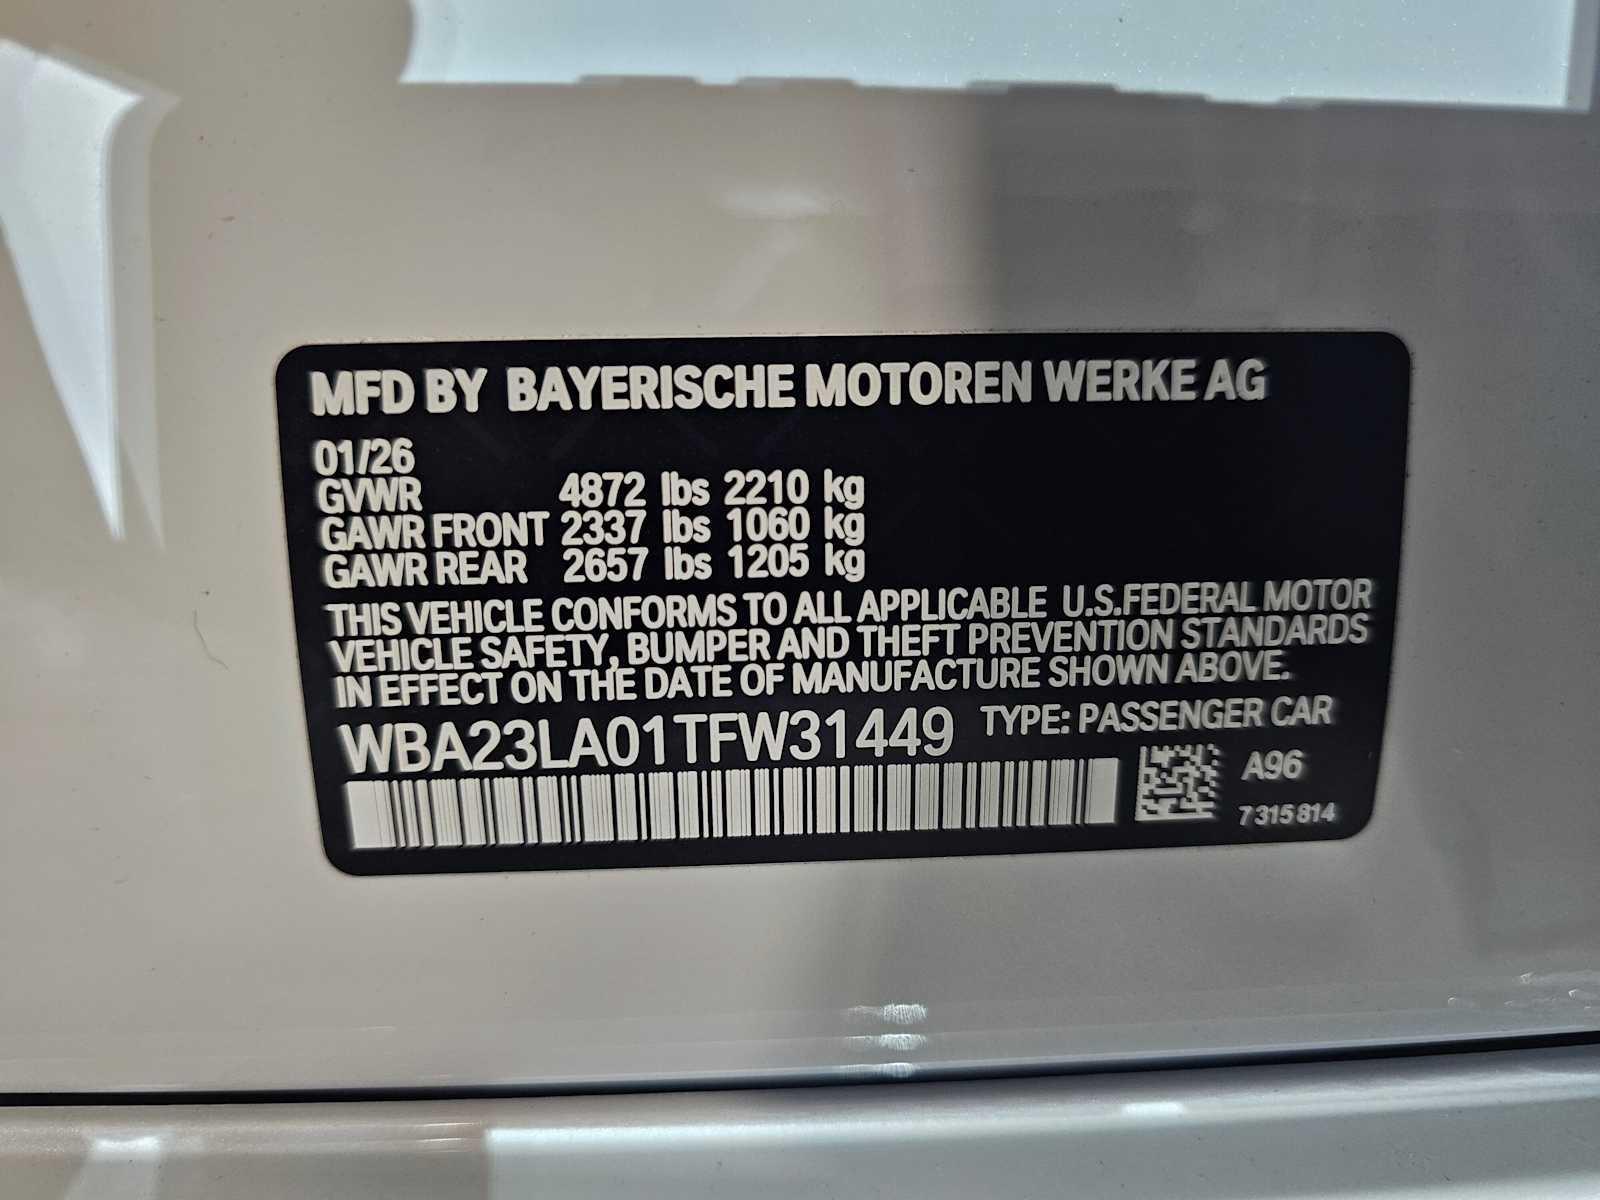 MFD BY BAYERISCHE MOTOREN WERKE AG
01/26
GVWR 4872 lbs 2210 kg
GAWR FRONT 2337 lbs 1060 kg
GAWR REAR 2657 lbs 1205 kg
THIS VEHICLE CONFORMS TO ALL APPLICABLE U.S.FEDERAL MOTOR
VEHICLE SAFETY, BUMPER AND THEFT PREVENTION STANDARDS
IN EFFECT ON THE DATE OF MANUFACTURE SHOWN ABOVE.
WBA23LA01TFW31449 TYPE: PASSENGER CAR
A96
7 315 814